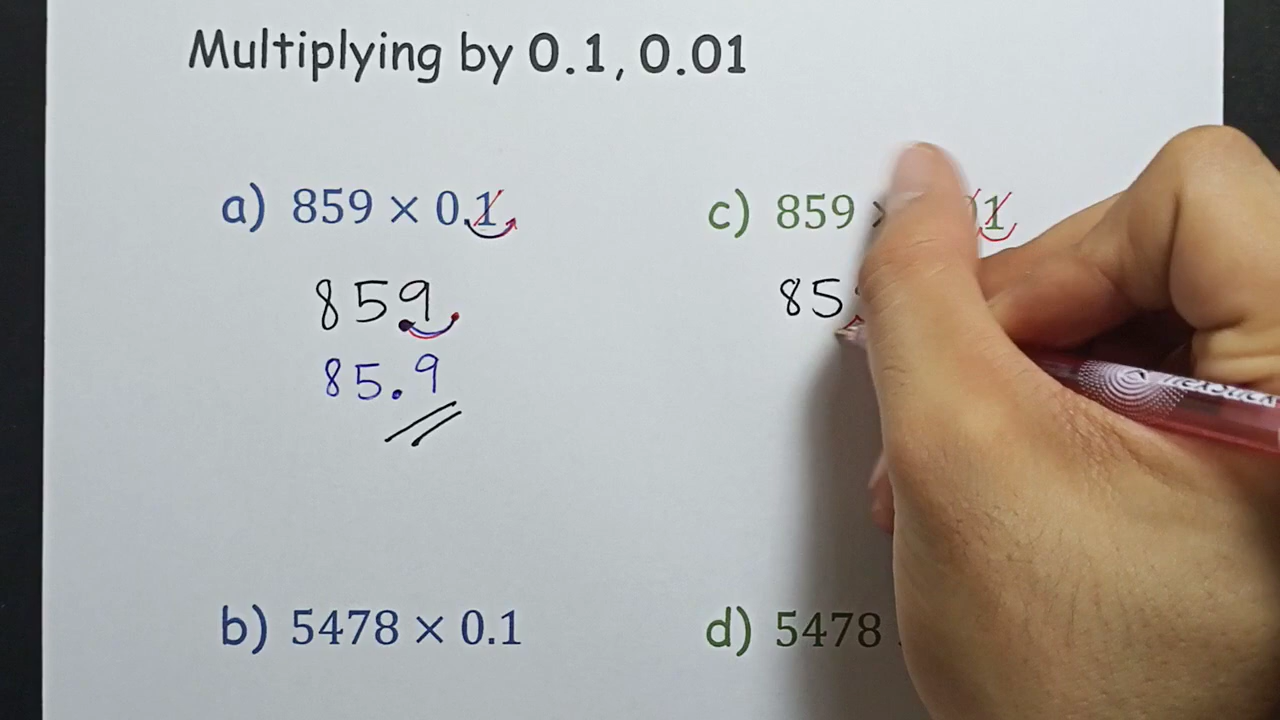 Multiplying by 0.1, 0.01
a) 859 × 0.1
859
85.9
b) 5478 × 0.1
c) 859
85
d) 5478